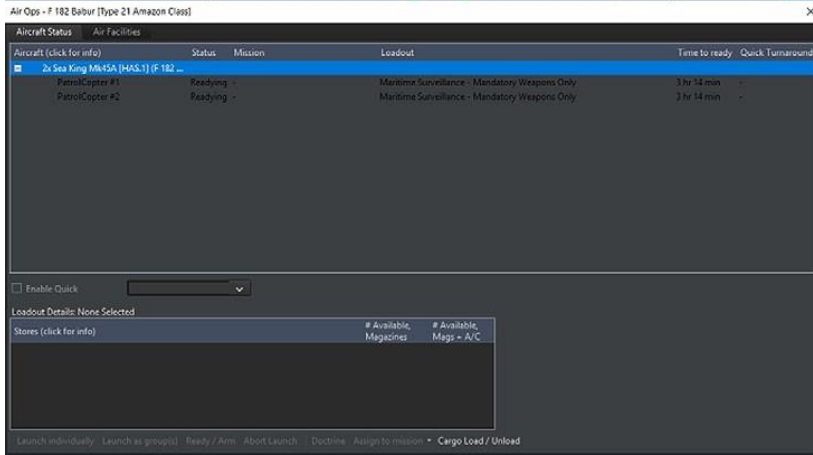 Air Ops - F 182 Babur [Type 21 Amazon Class]
Aircraft Status Air Facilities
Aircraft (click for info) Status Mission Loadout Time to ready Quick Turnaround
2x Sea King Mk45A [HAS.1] (F 182 ...
PatrolCopter #1 Readying - Maritime Surveillance - Mandatory Weapons Only 3 hr 14 min -
PatrolCopter #2 Readying - Maritime Surveillance - Mandatory Weapons Only 3 hr 14 min -
Enable Quick
Loadout Details: None Selected
Stores (click for info) # Available, Magazines # Available, Mags + A/C
Launch individually Launch as group(s) Ready / Arm Abort Launch Doctrine Assign to mission Cargo Load / Unload